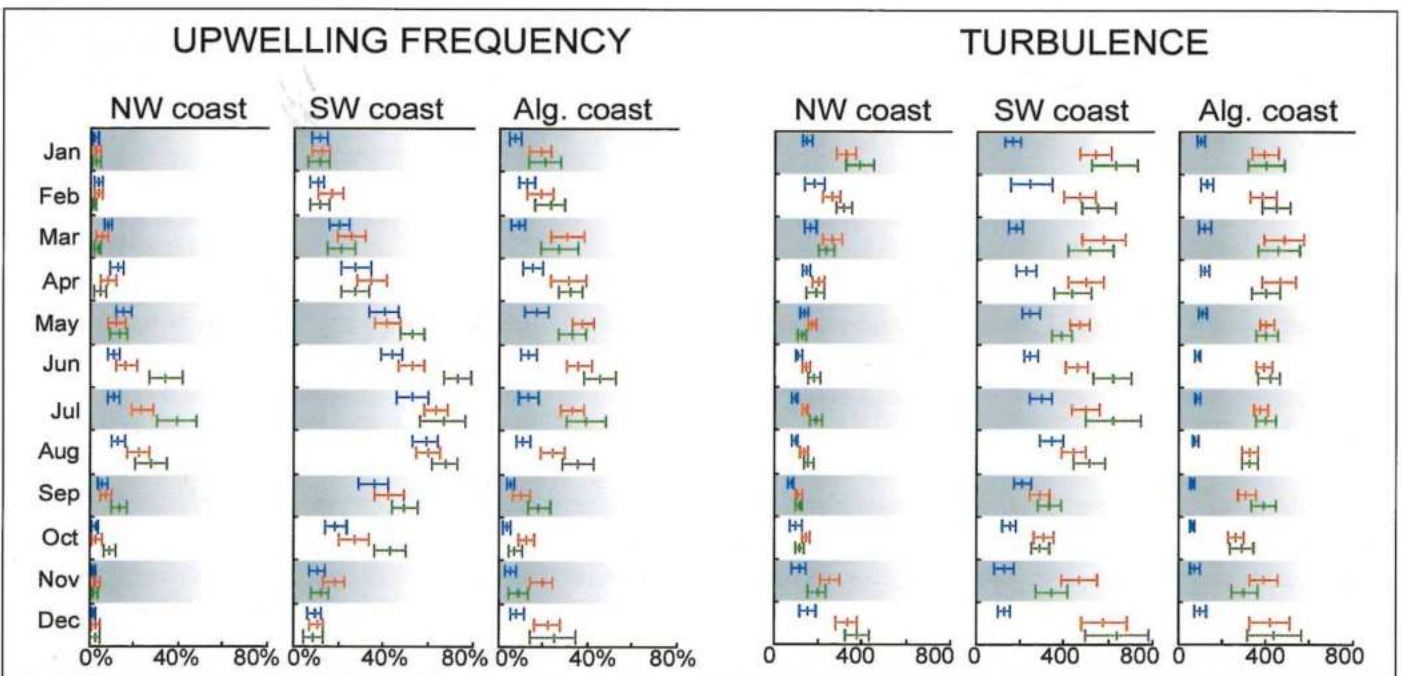 UPWELLING FREQUENCY TURBULENCE
NW coast SW coast Alg. coast NW coast SW coast Alg. coast
Jan
Feb
Mar
Apr
May
Jun
Jul
Aug
Sep
Oct
Nov
Dec
0% 40% 80% 0% 40% 80% 0% 40% 80% 0 400 800 0 400 800 0 400 800